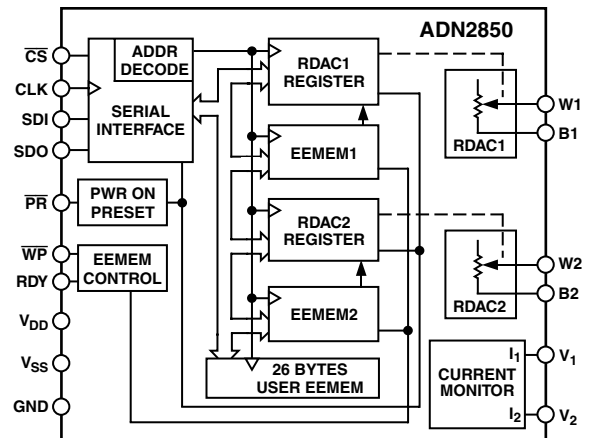 ADN2850
CS
CLK
SDI
SDO
PR
WP
RDY
VDD
VSS
GND
ADDR
DECODE
SERIAL
INTERFACE
PWR ON
PRESET
EEMEM
CONTROL
RDAC1
REGISTER
EEMEM1
RDAC2
REGISTER
EEMEM2
26 BYTES
USER EEMEM
RDAC1
W1
B1
RDAC2
W2
B2
CURRENT
MONITOR
I1
I2
V1
V2